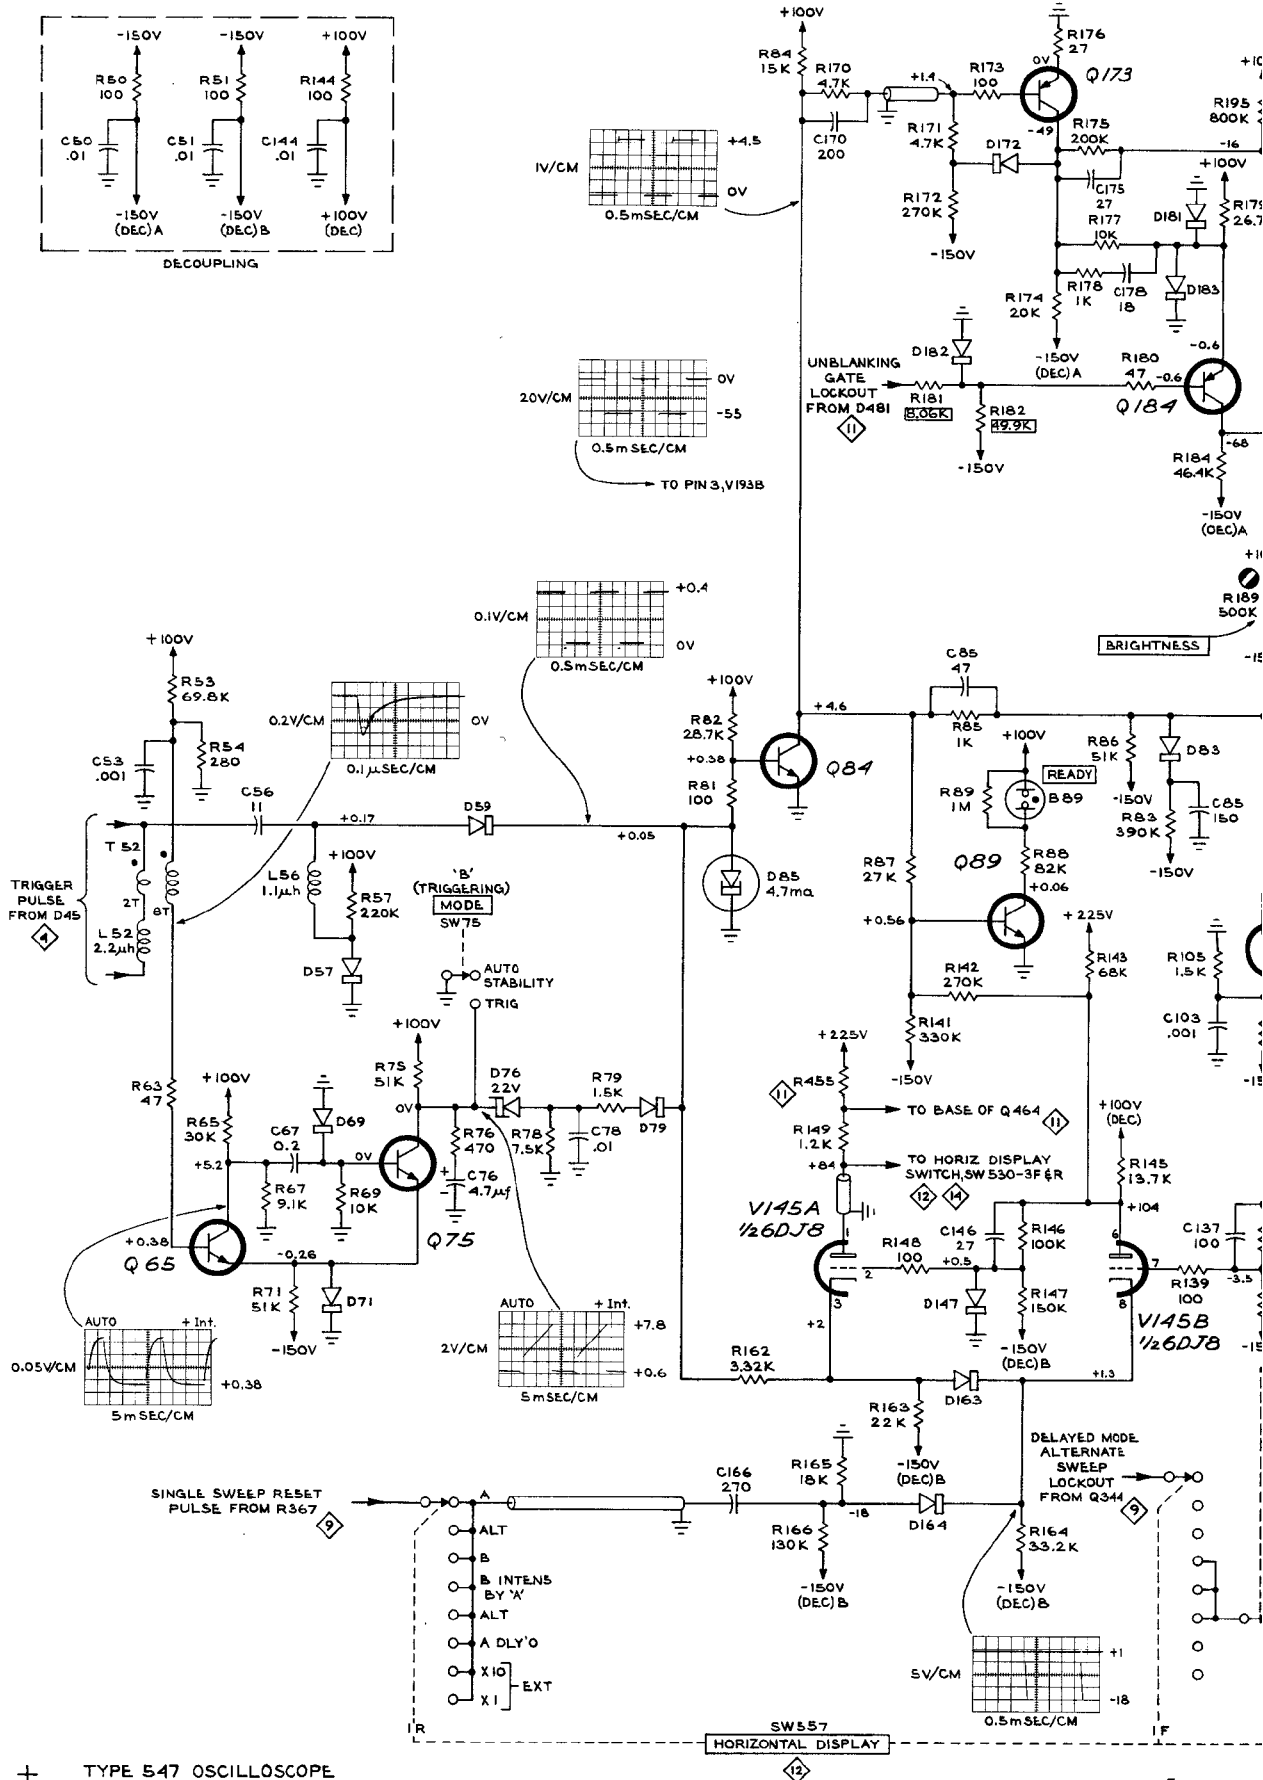 -150V
-150V
+100V
R50
100
R51
100
R144
100
C50
.01
C51
.01
C144
.01
-150V
(DEC) A
-150V
(DEC) B
+100V
(DEC)
DECOUPLING
+100V
R84
15K
R170
4.7K
C170
200
+1.4
R173
100
R176
27
0V
Q173
-49
R171
4.7K
D172
R172
270K
-150V
R175
200K
C175
27
-16
R195
800K
+100V
D181
R177
10K
R178
1K
C178
18
D183
R174
20K
-150V
(DEC) A
1V/CM
+4.5
0V
0.5mSEC/CM
20V/CM
0V
-55
0.5mSEC/CM
TO PIN 3, V193B
UNBLANKING
GATE
LOCKOUT
FROM D481
11
D182
R181
8.06K
R182
49.9K
-150V
R180
47
-0.6
-0.6
Q184
-68
R184
46.4K
-150V
(DEC) A
R189
500K
BRIGHTNESS
0.1V/CM
+0.4
0V
0.5mSEC/CM
+100V
R53
69.8K
C53
.001
R54
280
0.2V/CM
0V
0.1µSEC/CM
C56
11
+0.17
D59
+0.05
T52
2T
8T
L52
2.2µh
TRIGGER
PULSE
FROM D45
4
L56
1.1µh
+100V
R57
220K
D57
'B'
(TRIGGERING)
MODE
SW75
AUTO
STABILITY
TRIG
+100V
R82
28.7K
+0.38
R81
100
Q84
D85
4.7ma
+4.6
C85
47
R85
1K
+100V
READY
R89
1M
B89
R88
82K
+0.06
Q89
R87
27K
+0.56
R86
51K
-150V
D83
R83
390K
C85
150
-150V
R142
270K
+225V
R143
68K
R141
330K
-150V
R105
1.5K
C103
.001
R63
47
+100V
R65
30K
+5.2
C67
0.2
D69
0V
R67
9.1K
R69
10K
+0.38
Q65
-0.26
R71
51K
-150V
D71
+100V
R75
51K
0V
Q75
R76
470
C76
4.7µf
D76
22V
R78
7.5K
C78
.01
R79
1.5K
D79
AUTO
+Int.
0.05V/CM
+0.38
5mSEC/CM
AUTO
+Int.
2V/CM
+7.8
+0.6
5mSEC/CM
+225V
11
R455
TO BASE OF Q464
11
R149
1.2K
+84
TO HORIZ DISPLAY
SWITCH, SW530-3F&R
12
14
V145A
1/2 6DJ8
1
2
3
+2
R148
100
C146
27
+0.5
R146
100K
D147
R147
150K
-150V
(DEC) B
+100V
(DEC)
R145
13.7K
+104
6
7
8
V145B
1/2 6DJ8
R139
100
C137
100
-3.5
R162
3.32K
R163
22K
-150V
(DEC) B
D163
+1.3
DELAYED MODE
ALTERNATE
SWEEP
LOCKOUT
FROM Q344
9
SINGLE SWEEP RESET
PULSE FROM R367
9
A
ALT
B
B INTENS
BY 'A'
ALT
A DLY'D
X10
X1
EXT
C166
270
R165
18K
-18
R166
130K
-150V
(DEC) B
D164
R164
33.2K
-150V
(DEC) B
5V/CM
+1
-18
0.5mSEC/CM
1R
1F
SW557
HORIZONTAL DISPLAY
12
TYPE 547 OSCILLOSCOPE